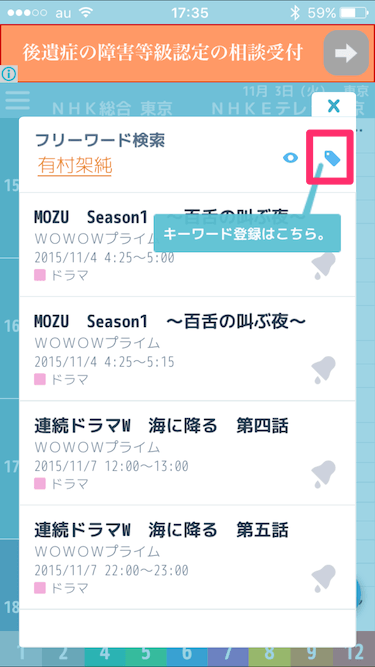 au 17:35 59%
後遺症の障害等級認定の相談受付
11月 3日（火） 東京
NHK総合 東京 NHKEテレ 東京
フリーワード検索
有村架純
キーワード登録はこちら。
15
MOZU Season1 〜百舌の叫ぶ夜〜
WOWOWプライム
2015/11/4 4:25〜5:00
ドラマ
16
MOZU Season1 〜百舌の叫ぶ夜〜
WOWOWプライム
2015/11/4 4:25〜5:15
ドラマ
17
連続ドラマW 海に降る 第四話
WOWOWプライム
2015/11/7 12:00〜13:00
ドラマ
連続ドラマW 海に降る 第五話
WOWOWプライム
2015/11/7 22:00〜23:00
ドラマ
18
1 2 4 5 6 7 8 9 12